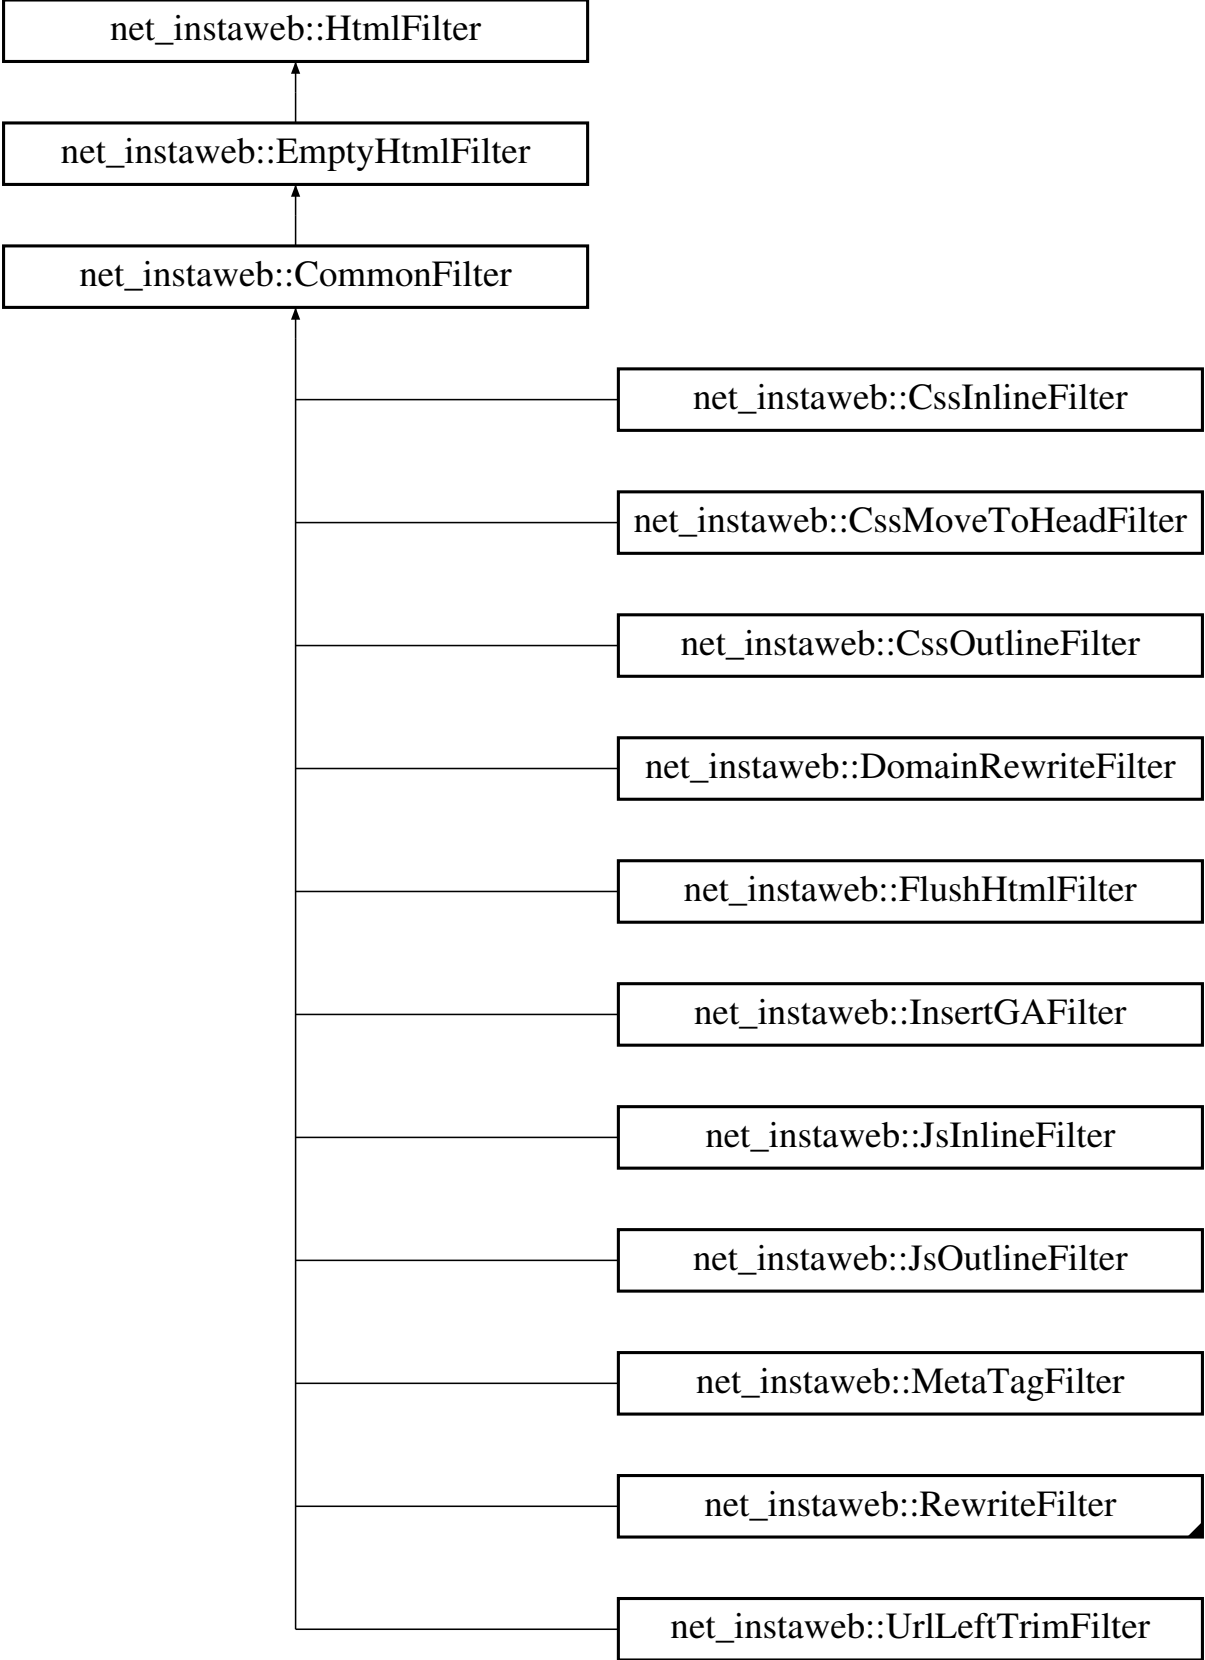 net_instaweb::HtmlFilter
net_instaweb::EmptyHtmlFilter
net_instaweb::CommonFilter
net_instaweb::CssInlineFilter
net_instaweb::CssMoveToHeadFilter
net_instaweb::CssOutlineFilter
net_instaweb::DomainRewriteFilter
net_instaweb::FlushHtmlFilter
net_instaweb::InsertGAFilter
net_instaweb::JsInlineFilter
net_instaweb::JsOutlineFilter
net_instaweb::MetaTagFilter
net_instaweb::RewriteFilter
net_instaweb::UrlLeftTrimFilter